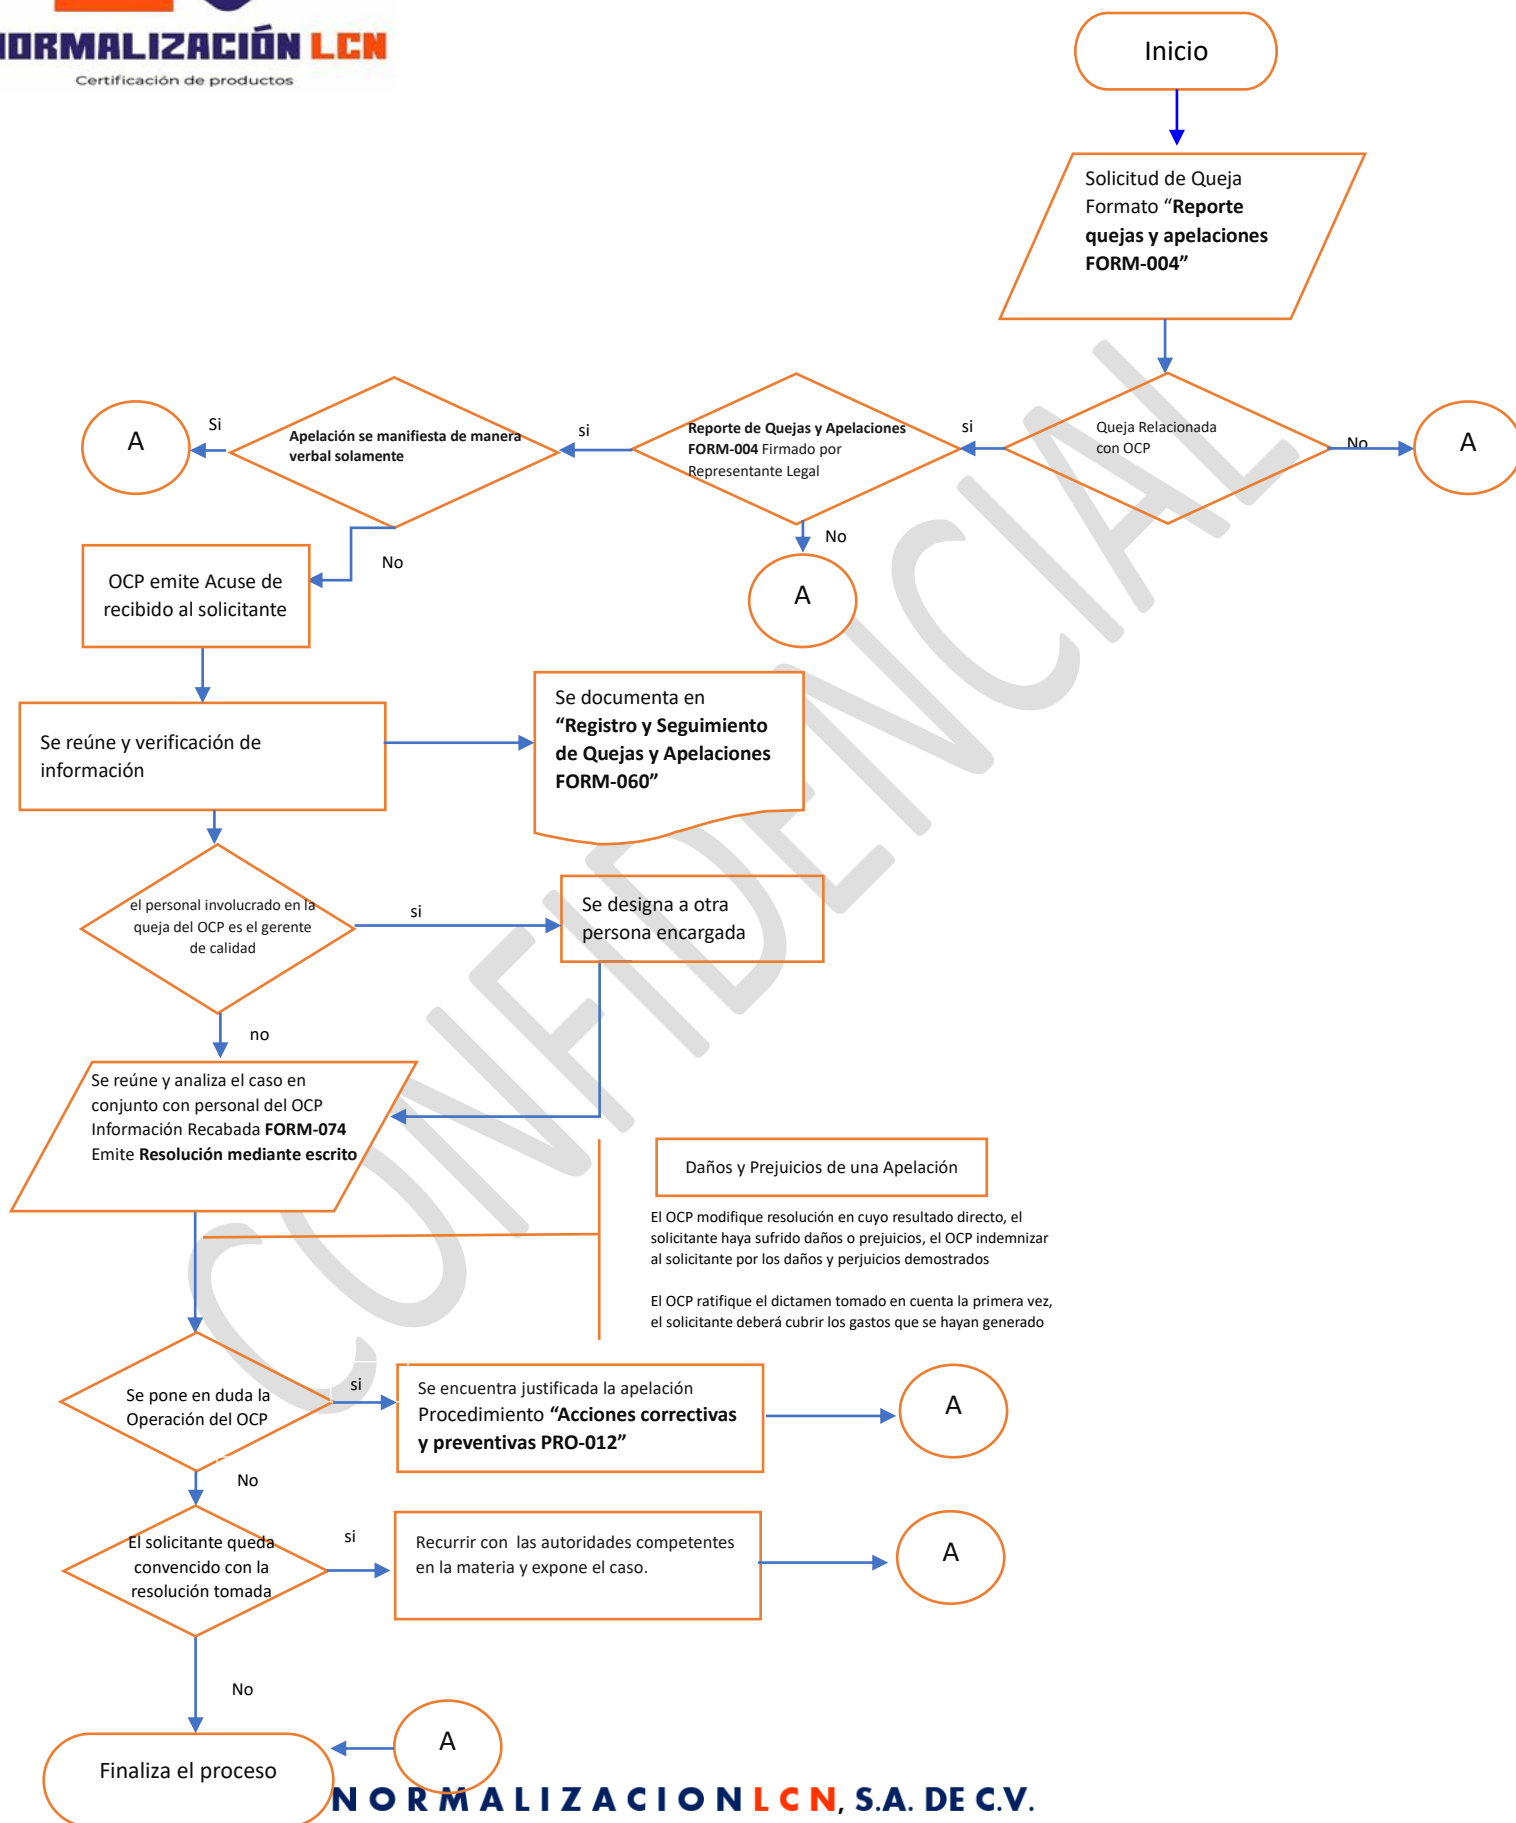 NORMALIZACIÓN LCN
Certificación de productos
Inicio
Solicitud de Queja
Formato “Reporte
quejas y apelaciones
FORM-004”
Queja Relacionada
con OCP
No
A
si
Reporte de Quejas y Apelaciones
FORM-004 Firmado por
Representante Legal
No
A
si
Apelación se manifiesta de manera
verbal solamente
Si
A
No
OCP emite Acuse de
recibido al solicitante
Se reúne y verificación de
información
Se documenta en
“Registro y Seguimiento
de Quejas y Apelaciones
FORM-060”
el personal involucrado en la
queja del OCP es el gerente
de calidad
si
Se designa a otra
persona encargada
no
Se reúne y analiza el caso en
conjunto con personal del OCP
Información Recabada FORM-074
Emite Resolución mediante escrito
Daños y Prejuicios de una Apelación
El OCP modifique resolución en cuyo resultado directo, el
solicitante haya sufrido daños o prejuicios, el OCP indemnizar
al solicitante por los daños y perjuicios demostrados
El OCP ratifique el dictamen tomado en cuenta la primera vez,
el solicitante deberá cubrir los gastos que se hayan generado
Se pone en duda la
Operación del OCP
si
Se encuentra justificada la apelación
Procedimiento “Acciones correctivas
y preventivas PRO-012”
A
No
El solicitante queda
convencido con la
resolución tomada
si
Recurrir con las autoridades competentes
en la materia y expone el caso.
A
No
Finaliza el proceso
A
NORMALIZACION LCN, S.A. DE C.V.
CONFIDENCIAL